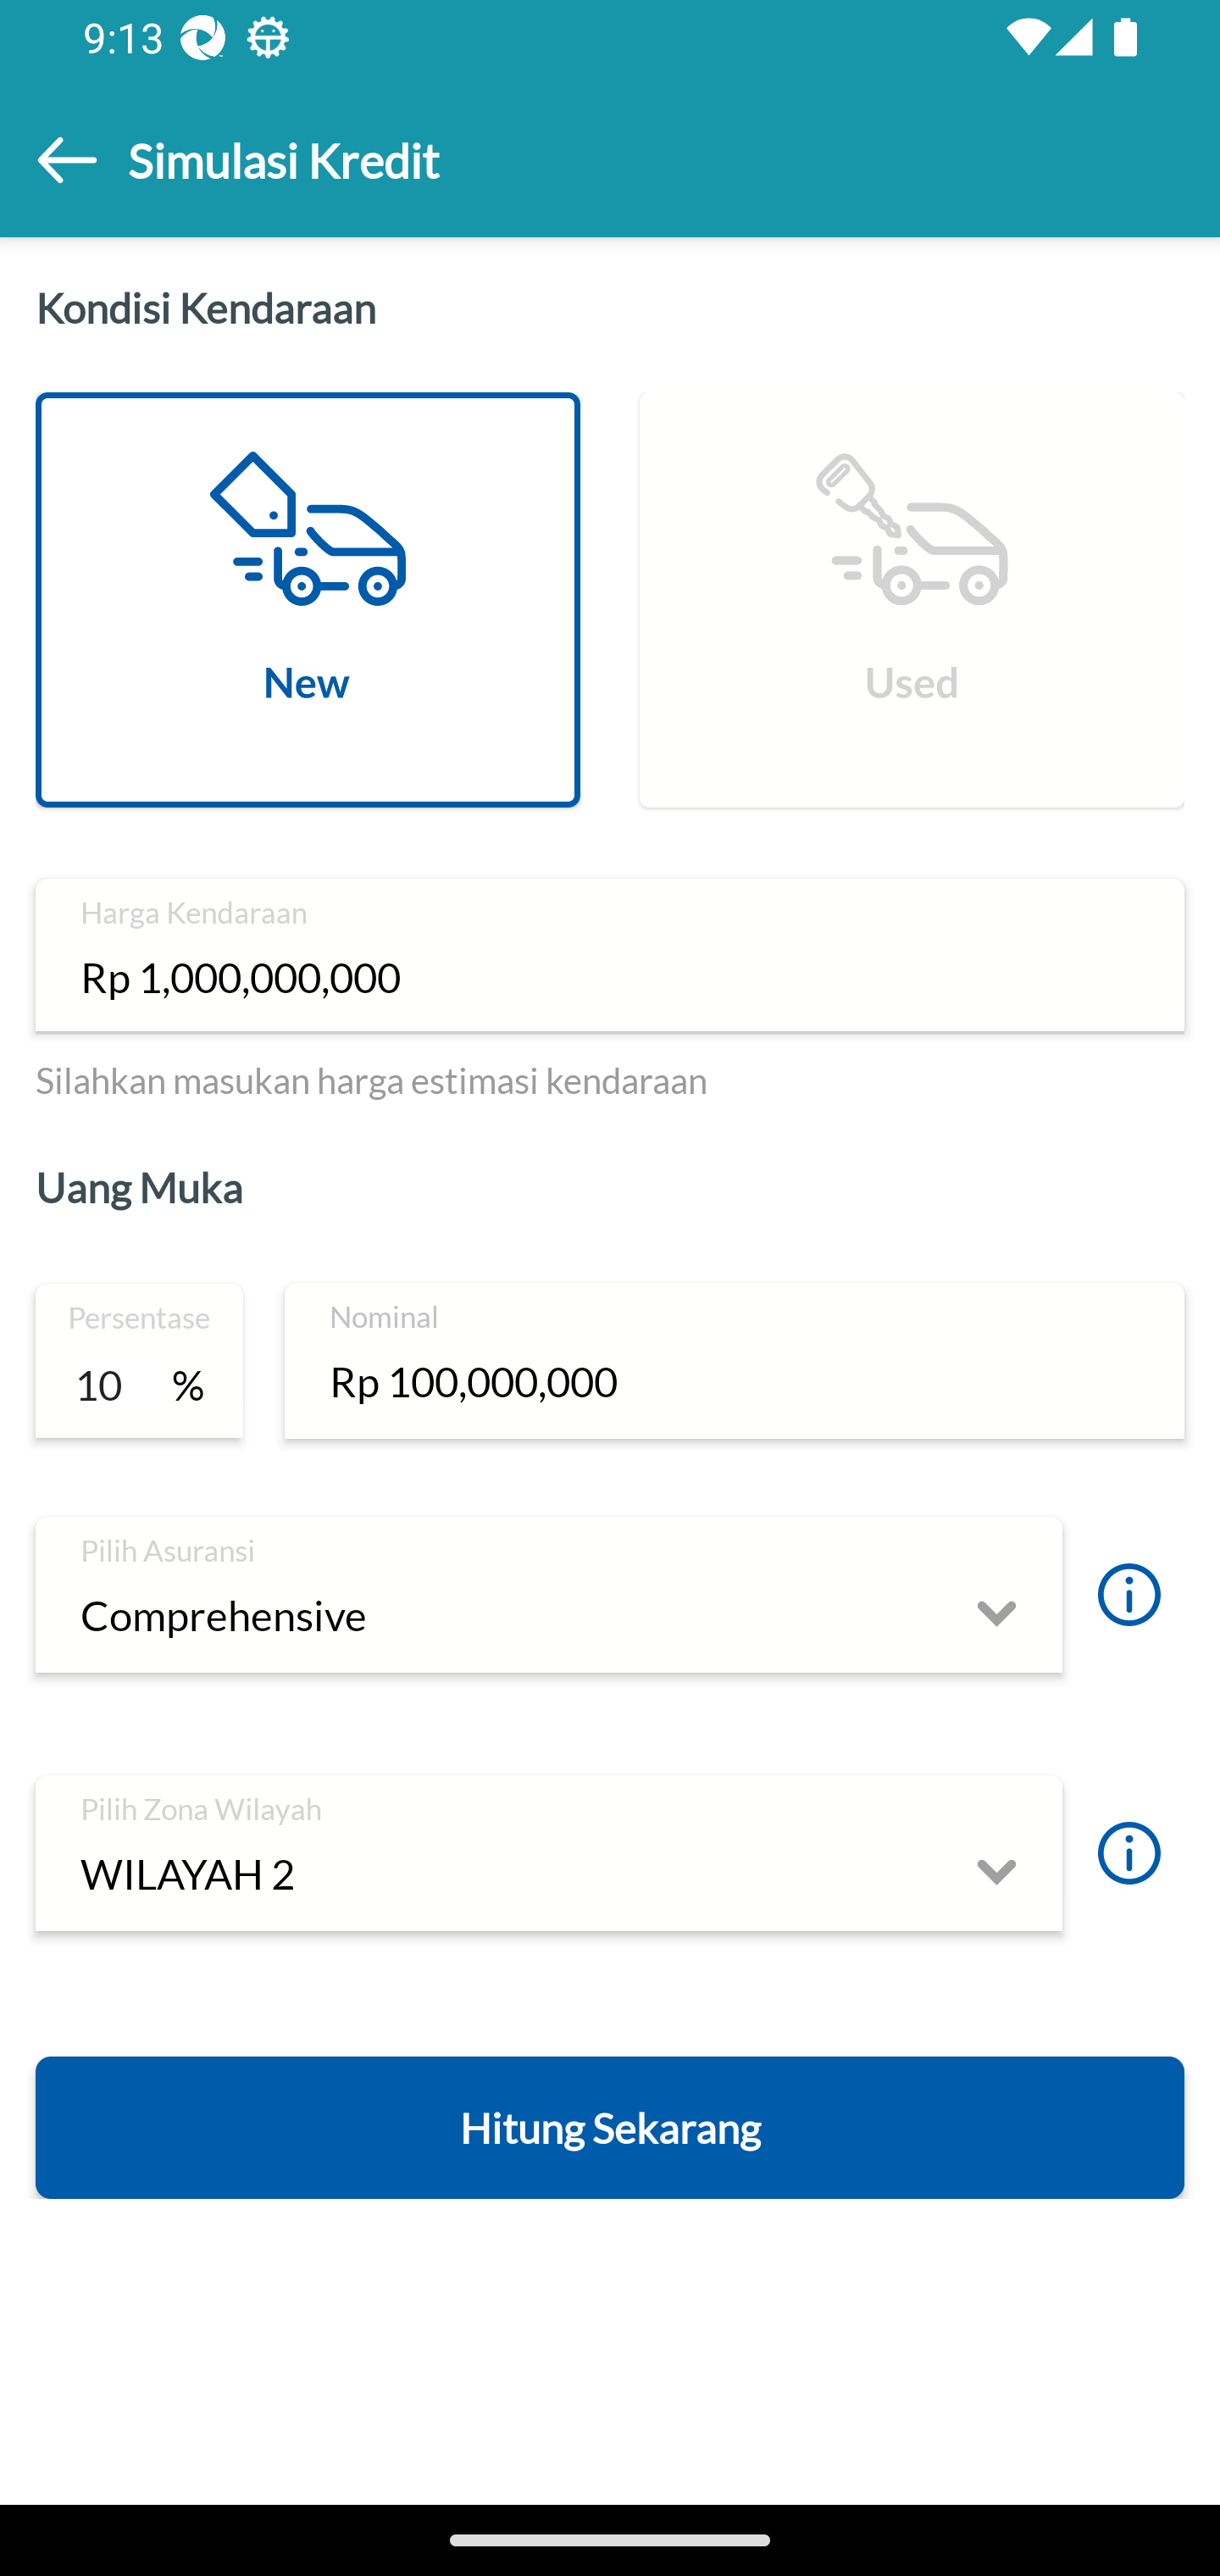 9:13
Simulasi Kredit
Kondisi Kendaraan
New
Used
Harga Kendaraan
Rp 1,000,000,000
Silahkan masukan harga estimasi kendaraan
Uang Muka
Persentase
10 %
Nominal
Rp 100,000,000
Pilih Asuransi
Comprehensive
Pilih Zona Wilayah
WILAYAH 2
Hitung Sekarang